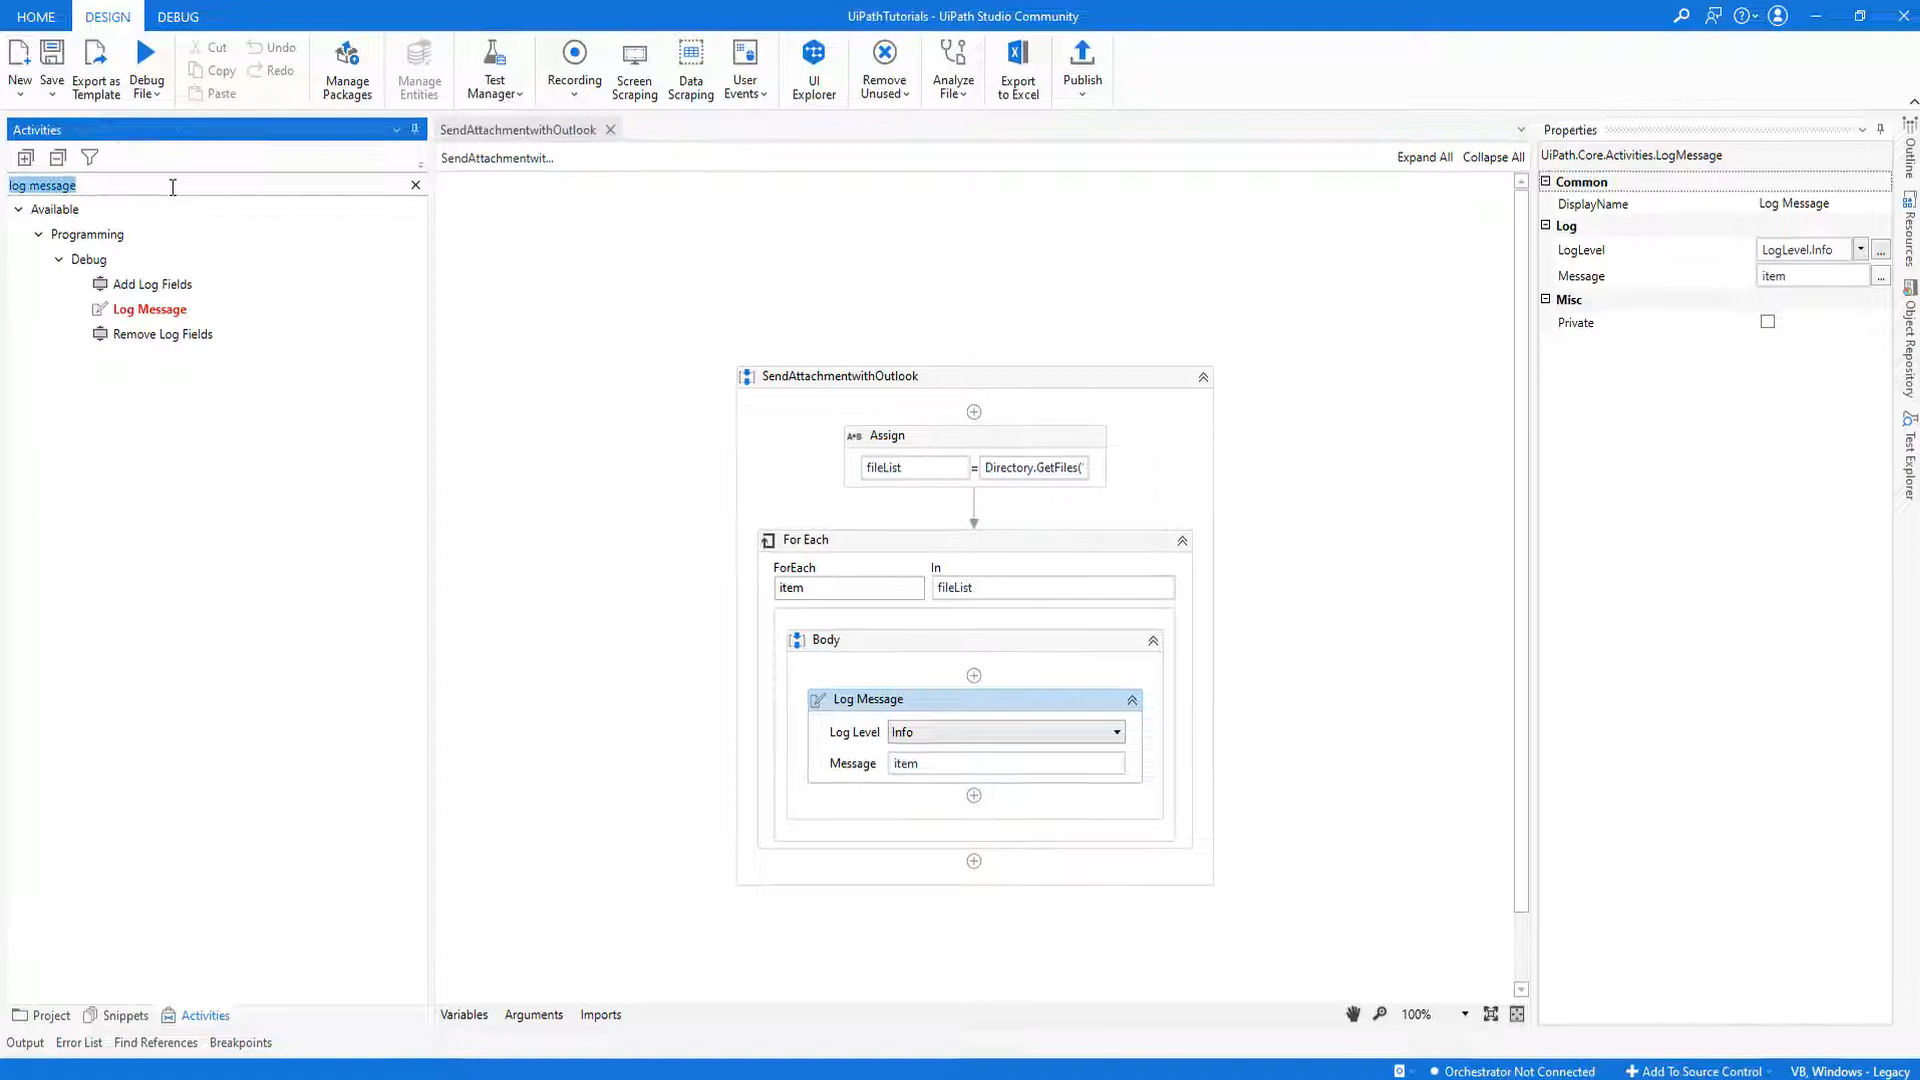 HOME DESIGN DEBUG
UiPathTutorials - UiPath Studio Community
New
Save
Export as Template
Debug File
Cut
Copy
Paste
Undo
Redo
Manage Packages
Manage Entities
Test Manager
Recording
Screen Scraping
Data Scraping
User Events
UI Explorer
Remove Unused
Analyze File
Export to Excel
Publish
Activities
log message
Available
Programming
Debug
Add Log Fields
Log Message
Remove Log Fields
SendAttachmentwithOutlook
SendAttachmentwit...
Expand All Collapse All
SendAttachmentwithOutlook
A*B Assign
fileList = Directory.GetFiles('
For Each
ForEach In
item fileList
Body
Log Message
Log Level Info
Message item
Properties
UiPath.Core.Activities.LogMessage
Common
DisplayName Log Message
Log
LogLevel LogLevel.Info ...
Message item ...
Misc
Private
Outline
Resources
Object Repository
Test Explorer
Project Snippets Activities
Variables Arguments Imports
100%
Output Error List Find References Breakpoints
Orchestrator Not Connected Add To Source Control VB, Windows - Legacy